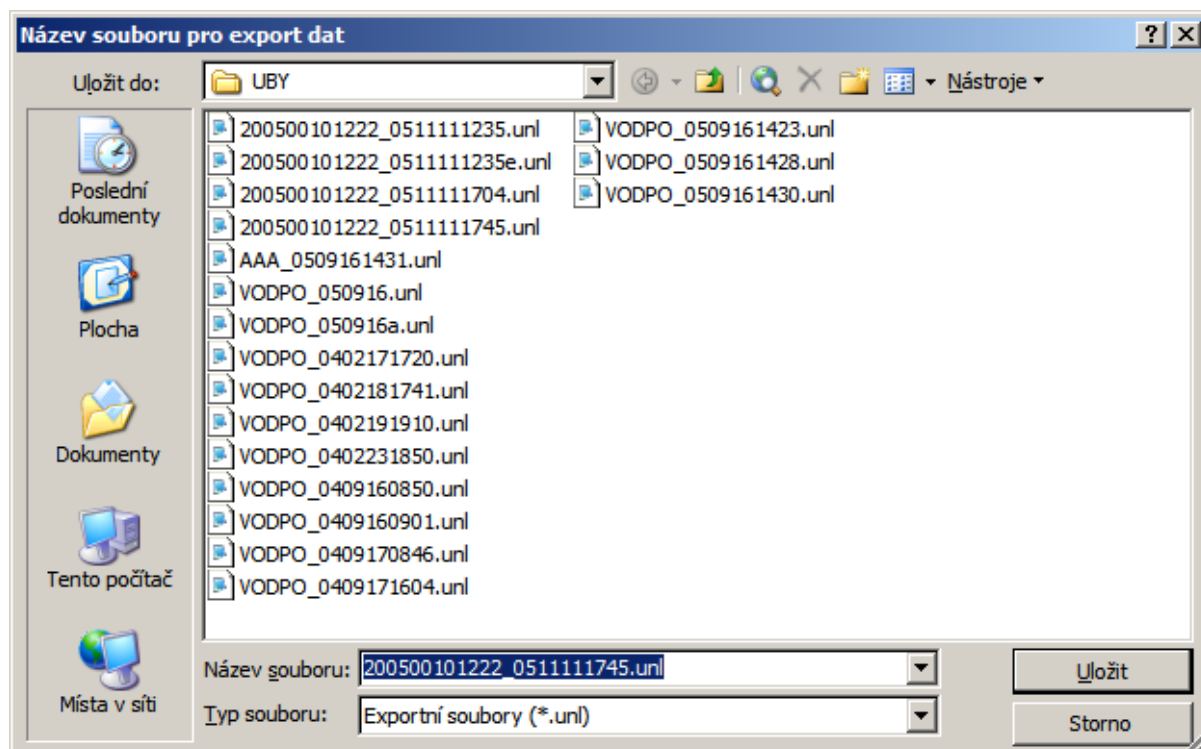 Název souboru pro export dat
Uložit do:
UBY
Nástroje
Poslední
dokumenty
Plocha
Dokumenty
Tento počítač
Místa v síti
200500101222_0511111235.unl
200500101222_0511111235e.unl
200500101222_0511111704.unl
200500101222_0511111745.unl
AAA_0509161431.unl
VODPO_050916.unl
VODPO_050916a.unl
VODPO_0402171720.unl
VODPO_0402181741.unl
VODPO_0402191910.unl
VODPO_0402231850.unl
VODPO_0409160850.unl
VODPO_0409160901.unl
VODPO_0409170846.unl
VODPO_0409171604.unl
VODPO_0509161423.unl
VODPO_0509161428.unl
VODPO_0509161430.unl
Název souboru:
200500101222_0511111745.unl
Uložit
Typ souboru:
Exportní soubory (*.unl)
Storno